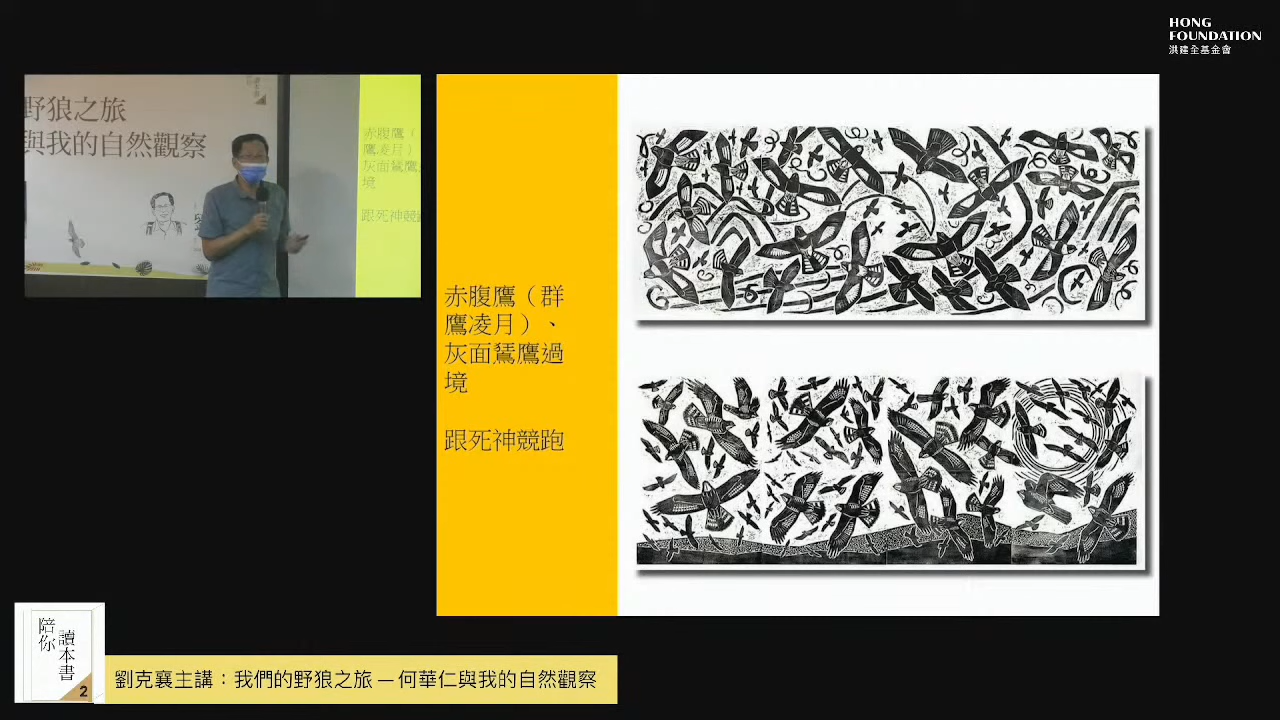 HONG
FOUNDATION
洪建全基金會
野狼之旅
與我的自然觀察
赤腹鷹（
鷹凌月）
灰面鵟鷹
境
跟死神競
赤腹鷹（群
鷹凌月）、
灰面鵟鷹過
境
跟死神競跑
陪你
讀本書
2
劉克襄主講：我們的野狼之旅 — 何華仁與我的自然觀察